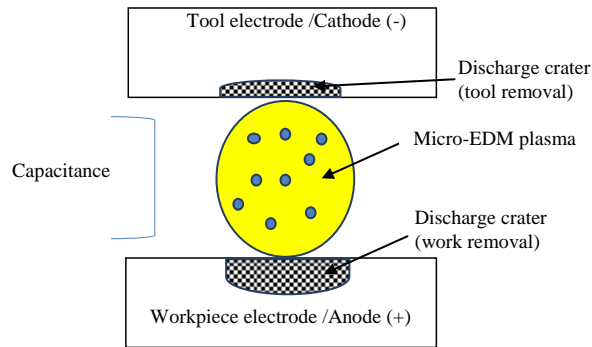 Tool electrode /Cathode (-)
Discharge crater
(tool removal)
Micro-EDM plasma
Capacitance
Discharge crater
(work removal)
Workpiece electrode /Anode (+)